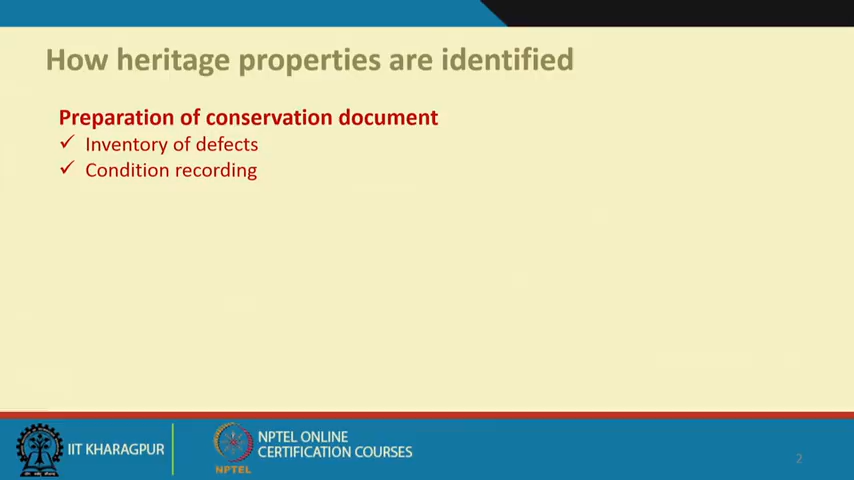 How heritage properties are identified
Preparation of conservation document
✓ Inventory of defects
✓ Condition recording
IIT KHARAGPUR
NPTEL
NPTEL ONLINE
CERTIFICATION COURSES
2